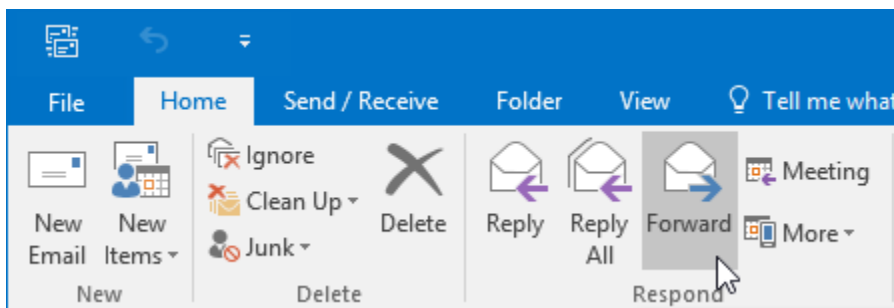 File Home Send / Receive Folder View Tell me what
New Email
New Items
Ignore
Clean Up
Junk
Delete
Reply
Reply All
Forward
Meeting
More
New Delete Respond